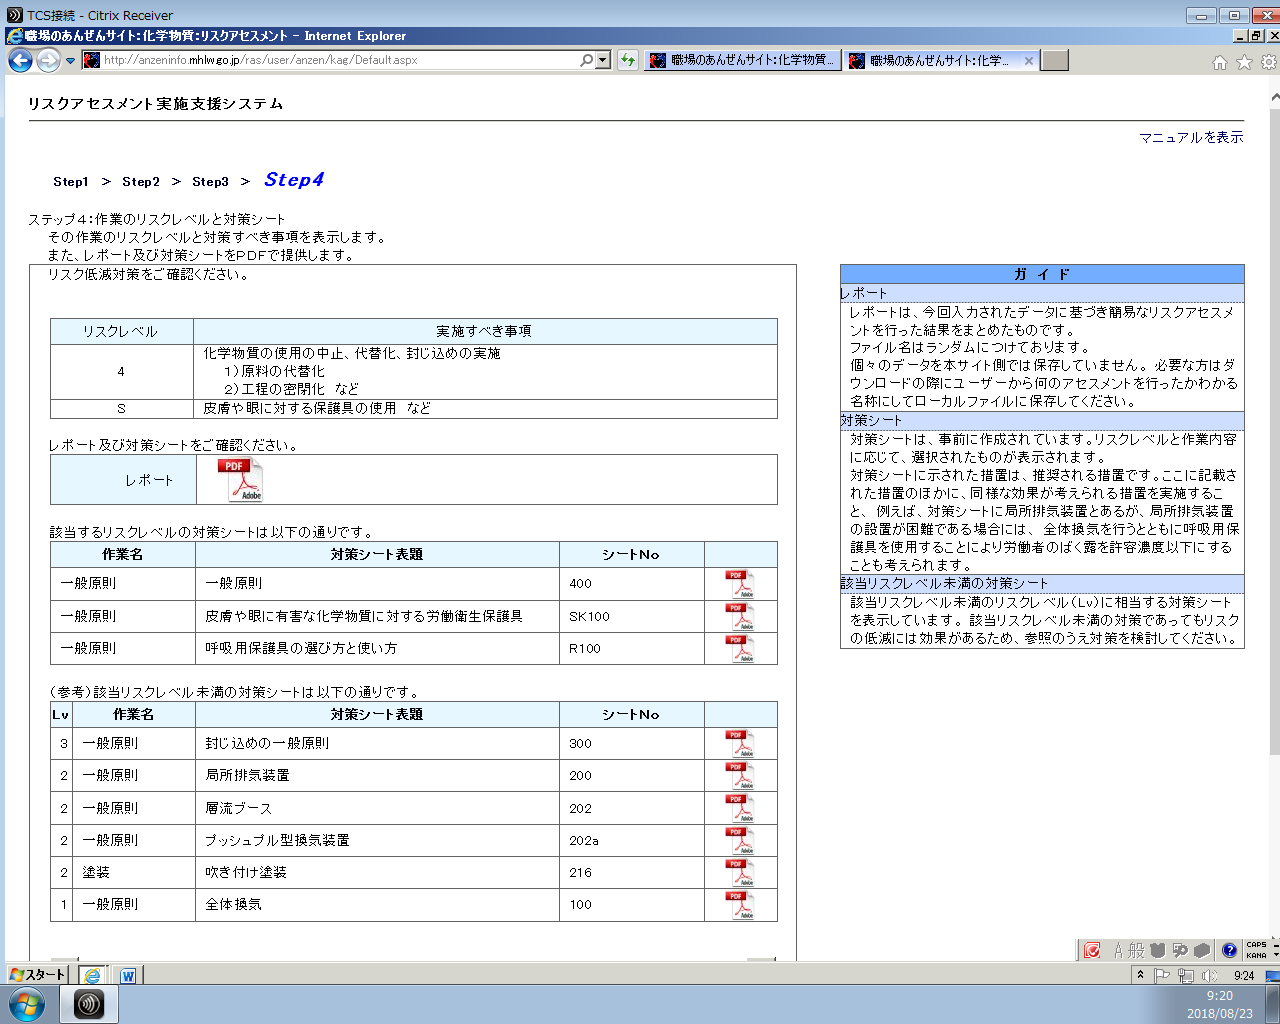 TCS接続 - Citrix Receiver
職場のあんぜんサイト:化学物質:リスクアセスメント - Internet Explorer
http://anzeninfo.mhlw.go.jp/ras/user/anzen/kag/Default.aspx
職場のあんぜんサイト:化学物質...
職場のあんぜんサイト:化学...
リスクアセスメント実施支援システム
マニュアルを表示
Step1 > Step2 > Step3 > Step4
ステップ4:作業のリスクレベルと対策シート
その作業のリスクレベルと対策すべき事項を表示します。
また、レポート及び対策シートをPDFで提供します。
リスク低減対策をご確認ください。
リスクレベル 実施すべき事項
4 化学物質の使用の中止、代替化、封じ込めの実施
1)原料の代替化
2)工程の密閉化 など
S 皮膚や眼に対する保護具の使用 など
レポート及び対策シートをご確認ください。
レポート PDF Adobe
該当するリスクレベルの対策シートは以下の通りです。
作業名 対策シート表題 シートNo
一般原則 一般原則 400 PDF Adobe
一般原則 皮膚や眼に有害な化学物質に対する労働衛生保護具 SK100 PDF Adobe
一般原則 呼吸用保護具の選び方と使い方 R100 PDF Adobe
(参考)該当リスクレベル未満の対策シートは以下の通りです。
Lv 作業名 対策シート表題 シートNo
3 一般原則 封じ込めの一般原則 300 PDF Adobe
2 一般原則 局所排気装置 200 PDF Adobe
2 一般原則 層流ブース 202 PDF Adobe
2 一般原則 プッシュプル型換気装置 202a PDF Adobe
2 塗装 吹き付け塗装 216 PDF Adobe
1 一般原則 全体換気 100 PDF Adobe
ガ イ ド
レポート
レポートは、今回入力されたデータに基づき簡易なリスクアセスメ
ントを行った結果をまとめたものです。
ファイル名はランダムにつけております。
個々のデータを本サイト側では保存していません。 必要な方はダ
ウンロードの際にユーザーから何のアセスメントを行ったかわかる
名称にしてローカルファイルに保存してください。
対策シート
対策シートは、事前に作成されています。リスクレベルと作業内容
に応じて、選択されたものが表示されます。
対策シートに示された措置は、推奨される措置です。ここに記載さ
れた措置のほかに、同様な効果が考えられる措置を実施するこ
と、 例えば、対策シートに局所排気装置とあるが、局所排気装置
の設置が困難である場合には、 全体換気を行うとともに呼吸用保
護具を使用することにより労働者のばく露を許容濃度以下にする
ことも考えられます。
該当リスクレベル未満の対策シート
該当リスクレベル未満のリスクレベル(Lv)に相当する対策シート
を表示しています。 該当リスクレベル未満の対策であってもリスク
の低減には効果があるため、参照のうえ対策を検討してください。
A 般 CAPS
KANA
スタート
9:24
9:20
2018/08/23